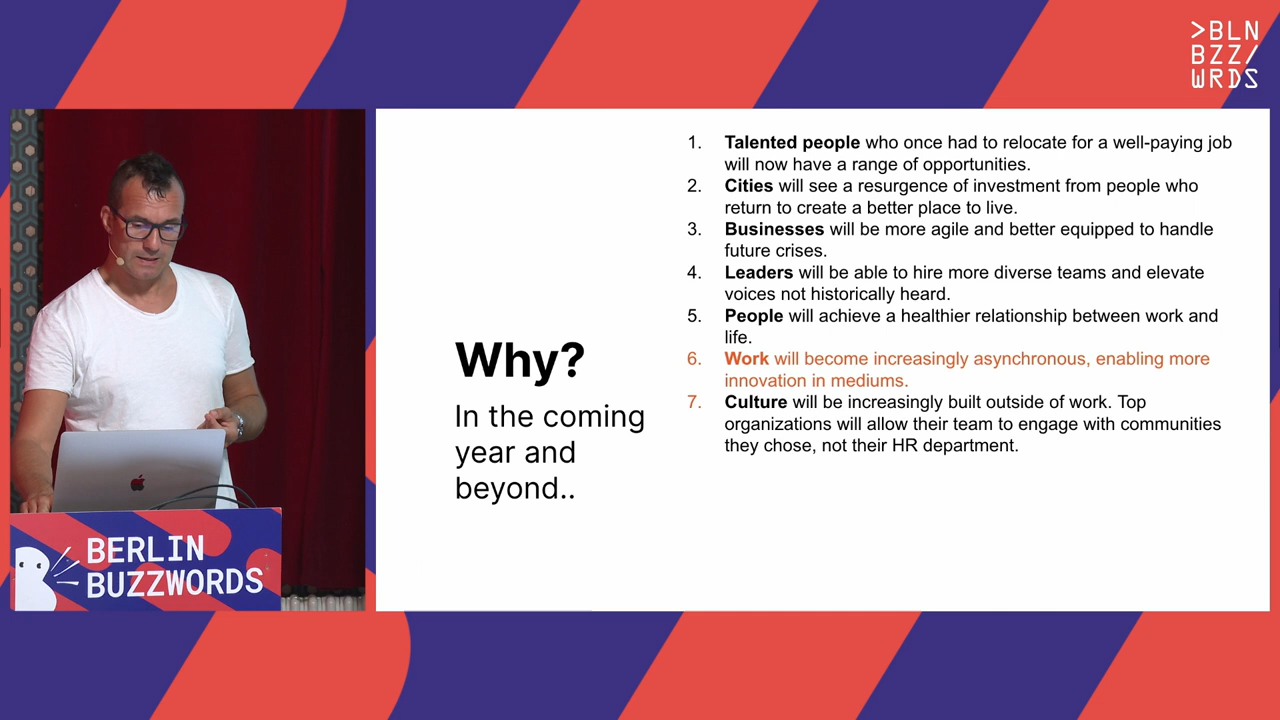 >BLN
BZZ/
WRDS
Why?
In the coming
year and
beyond..
1. Talented people who once had to relocate for a well-paying job
will now have a range of opportunities.
2. Cities will see a resurgence of investment from people who
return to create a better place to live.
3. Businesses will be more agile and better equipped to handle
future crises.
4. Leaders will be able to hire more diverse teams and elevate
voices not historically heard.
5. People will achieve a healthier relationship between work and
life.
6. Work will become increasingly asynchronous, enabling more
innovation in mediums.
7. Culture will be increasingly built outside of work. Top
organizations will allow their team to engage with communities
they chose, not their HR department.
BERLIN
BUZZWORDS